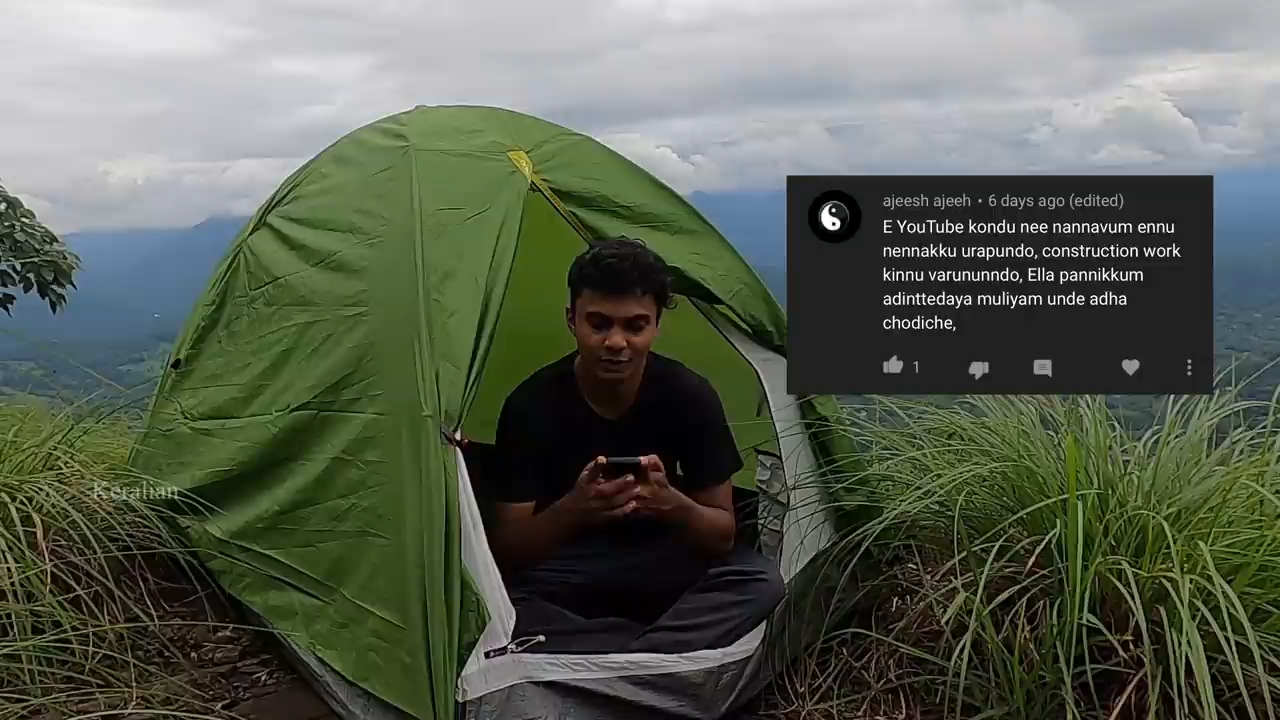 ajeesh ajeeh • 6 days ago (edited)
E YouTube kondu nee nannavum ennu
nennakku urapundo, construction work
kinnu varununndo, Ella pannikkum
adinttedaya muliyam unde adha
chodiche,
1
Keralian